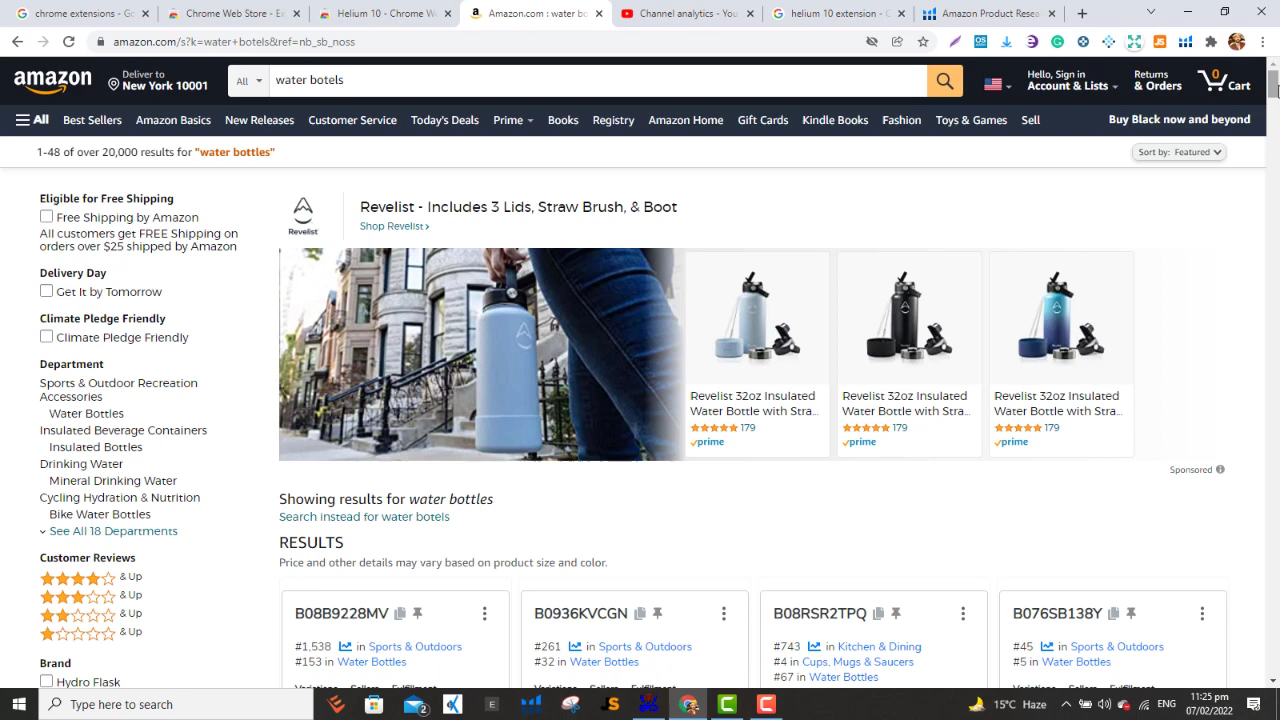 chrome extensions - Go
Chrome Web Store - Ex
Helium 10 - Chrome W
Amazon.com : water bo
Channel analytics - You
helium 10 extension - C
Amazon Product Resea
amazon.com/s?k=water+botels&ref=nb_sb_noss
amazon
Deliver to
New York 10001
All
water botels
Hello, Sign in
Account & Lists
Returns
& Orders
0
Cart
All
Best Sellers
Amazon Basics
New Releases
Customer Service
Today's Deals
Prime
Books
Registry
Amazon Home
Gift Cards
Kindle Books
Fashion
Toys & Games
Sell
Buy Black now and beyond
1-48 of over 20,000 results for "water bottles"
Sort by: Featured
Eligible for Free Shipping
Free Shipping by Amazon
All customers get FREE Shipping on
orders over $25 shipped by Amazon
Delivery Day
Get It by Tomorrow
Climate Pledge Friendly
Climate Pledge Friendly
Department
Sports & Outdoor Recreation
Accessories
Water Bottles
Insulated Beverage Containers
Insulated Bottles
Drinking Water
Mineral Drinking Water
Cycling Hydration & Nutrition
Bike Water Bottles
See All 18 Departments
Customer Reviews
& Up
& Up
& Up
& Up
Brand
Hydro Flask
Revelist
Revelist - Includes 3 Lids, Straw Brush, & Boot
Shop Revelist ›
Revelist 32oz Insulated
Water Bottle with Stra...
179
prime
Revelist 32oz Insulated
Water Bottle with Stra...
179
prime
Revelist 32oz Insulated
Water Bottle with Stra...
179
prime
Sponsored
Showing results for water bottles
Search instead for water botels
RESULTS
Price and other details may vary based on product size and color.
B08B9228MV
#1,538 in Sports & Outdoors
#153 in Water Bottles
B0936KVCGN
#261 in Sports & Outdoors
#32 in Water Bottles
B08RSR2TPQ
#743 in Kitchen & Dining
#4 in Cups, Mugs & Saucers
#67 in Water Bottles
B076SB138Y
#45 in Sports & Outdoors
#5 in Water Bottles
Type here to search
2
15°C Haze
ENG
11:25 pm
07/02/2022